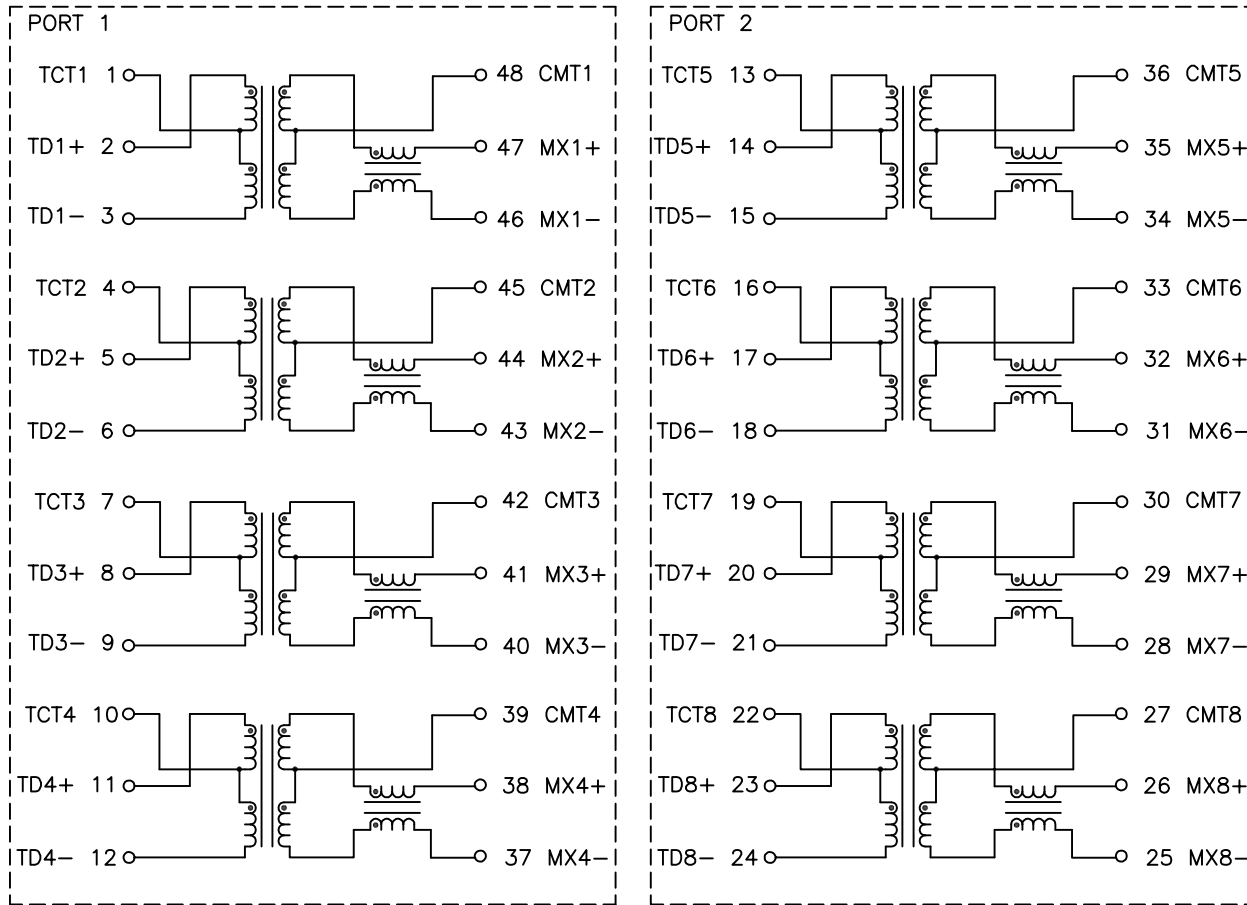 PORT 1
TCT1 1 48 CMT1
TD1+ 2 47 MX1+
TD1- 3 46 MX1-
TCT2 4 45 CMT2
TD2+ 5 44 MX2+
TD2- 6 43 MX2-
TCT3 7 42 CMT3
TD3+ 8 41 MX3+
TD3- 9 40 MX3-
TCT4 10 39 CMT4
TD4+ 11 38 MX4+
TD4- 12 37 MX4-
PORT 2
TCT5 13 36 CMT5
TD5+ 14 35 MX5+
TD5- 15 34 MX5-
TCT6 16 33 CMT6
TD6+ 17 32 MX6+
TD6- 18 31 MX6-
TCT7 19 30 CMT7
TD7+ 20 29 MX7+
TD7- 21 28 MX7-
TCT8 22 27 CMT8
TD8+ 23 26 MX8+
TD8- 24 25 MX8-